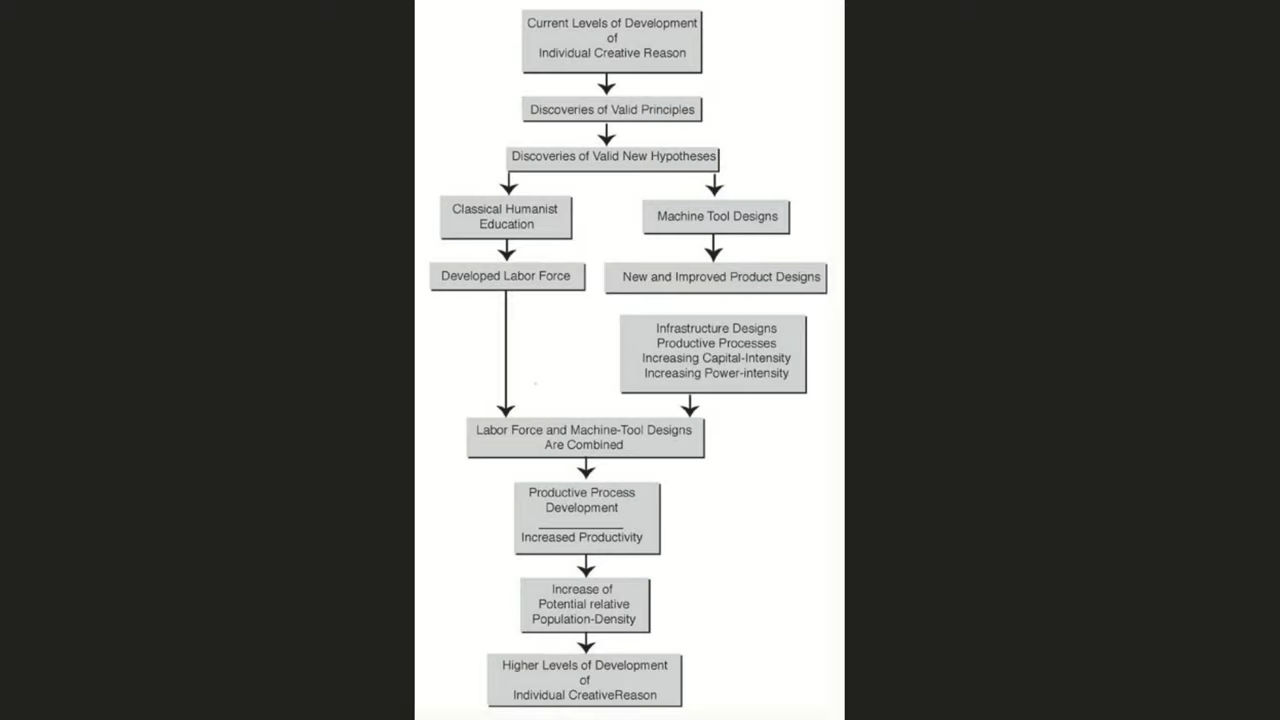 Current Levels of Development
of
Individual Creative Reason
Discoveries of Valid Principles
Discoveries of Valid New Hypotheses
Classical Humanist
Education
Machine Tool Designs
Developed Labor Force
New and Improved Product Designs
Infrastructure Designs
Productive Processes
Increasing Capital-Intensity
Increasing Power-intensity
Labor Force and Machine-Tool Designs
Are Combined
Productive Process
Development
Increased Productivity
Increase of
Potential relative
Population-Density
Higher Levels of Development
of
Individual CreativeReason